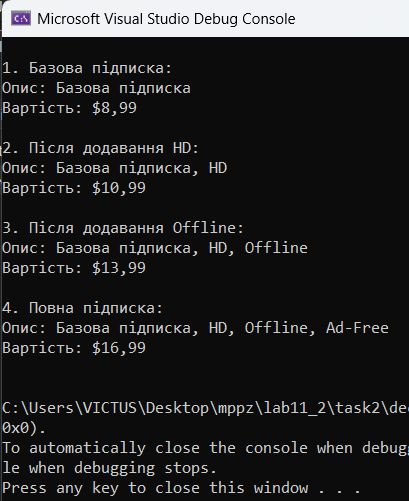 Microsoft Visual Studio Debug Console
1. Базова підписка:
Опис: Базова підписка
Вартість: $8,99
2. Після додавання HD:
Опис: Базова підписка, HD
Вартість: $10,99
3. Після додавання Offline:
Опис: Базова підписка, HD, Offline
Вартість: $13,99
4. Повна підписка:
Опис: Базова підписка, HD, Offline, Ad-Free
Вартість: $16,99
C:\Users\VICTUS\Desktop\mppz\lab11_2\task2\de
0x0).
To automatically close the console when debug
le when debugging stops.
Press any key to close this window . . .